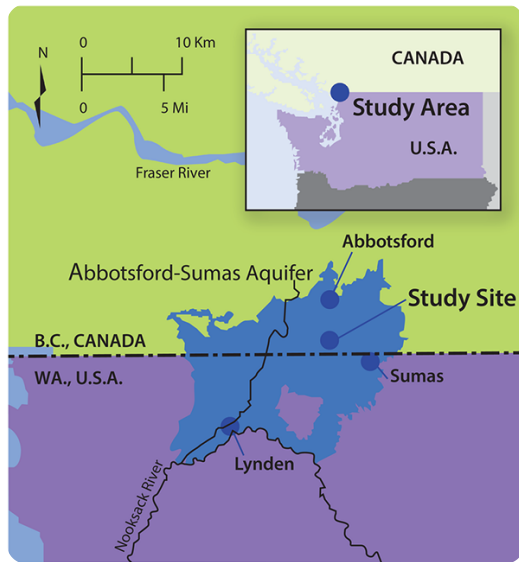 N
0 10 Km
0 5 Mi
Fraser River
CANADA
Study Area
U.S.A.
Abbotsford
Abbotsford-Sumas Aquifer
Study Site
B.C., CANADA
WA., U.S.A.
Sumas
Lynden
Nooksack River